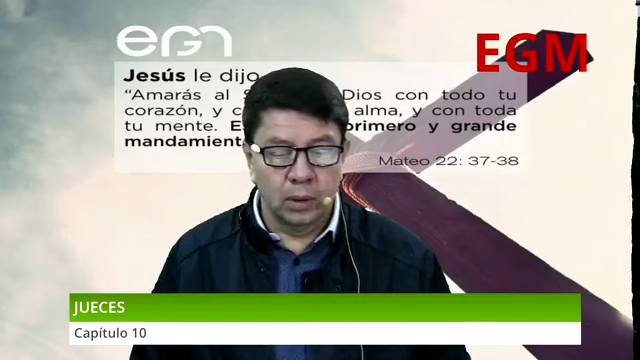 egm
EGM
Jesús le dijo
“Amarás al Dios con todo tu
corazón, y alma, y con toda
tu mente. primero y grande
mandamient
Mateo 22: 37-38
JUECES
Capítulo 10